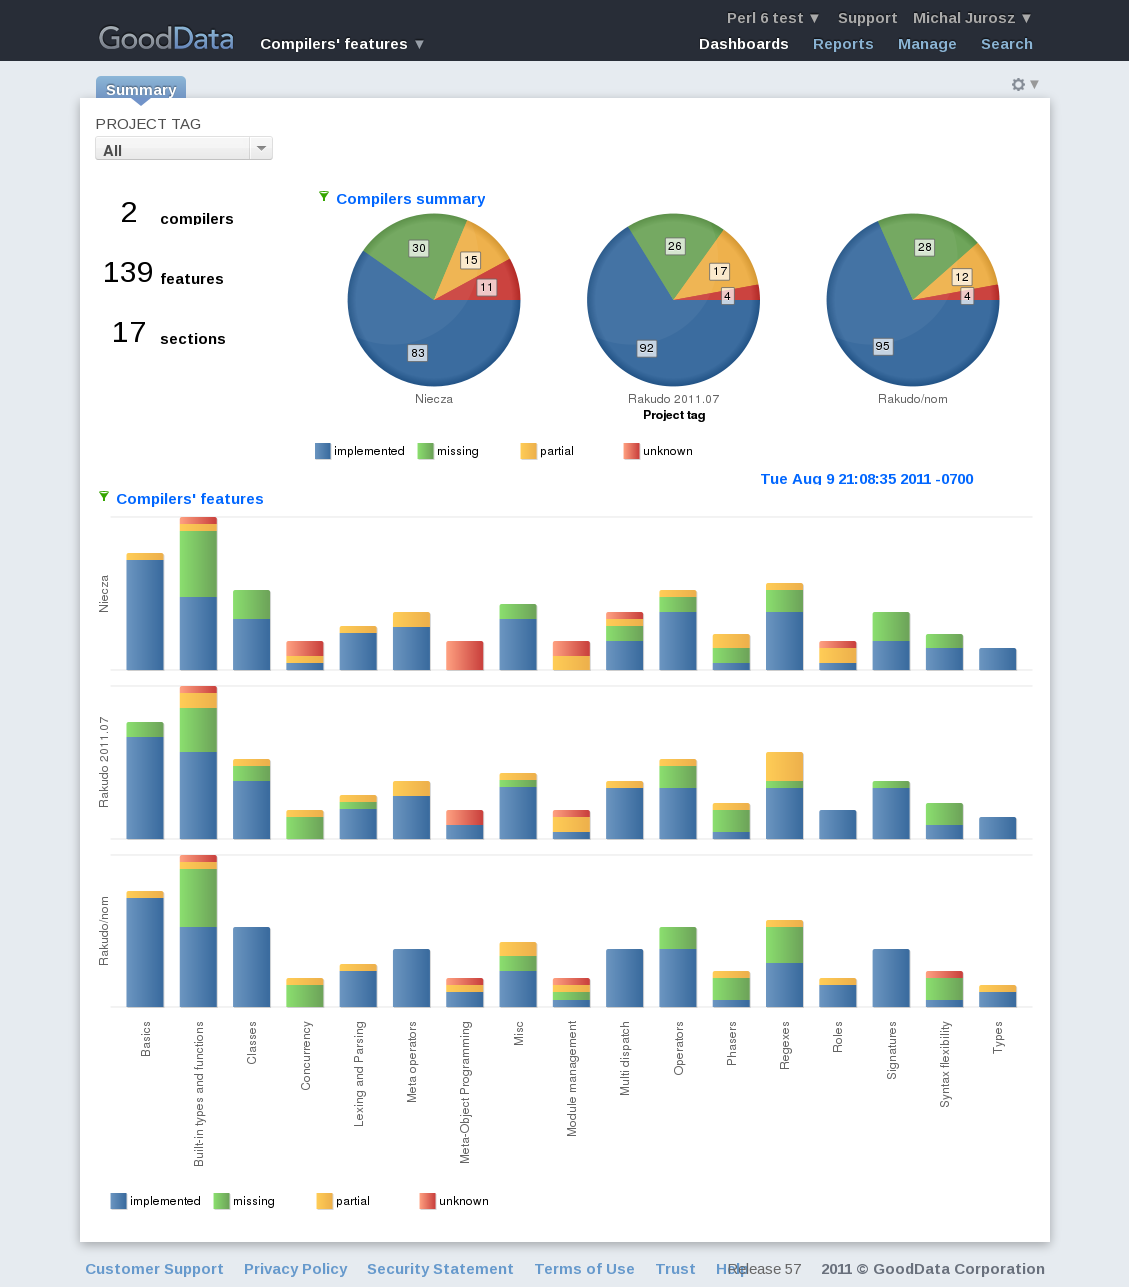 Perl 6 test ▼ Support Michal Jurosz ▼
GoodData Compilers' features ▼ Dashboards Reports Manage Search
Summary ▼
PROJECT TAG
All
2 compilers
139 features
17 sections
Compilers summary
30 15 11 83
26 17 4 92
28 12 4 95
Niecza Rakudo 2011.07 Rakudo/nom
Project tag
implemented missing partial unknown
Tue Aug 9 21:08:35 2011 -0700
Compilers' features
Niecza
Rakudo 2011.07
Rakudo/nom
Basics
Built-in types and functions
Classes
Concurrency
Lexing and Parsing
Meta operators
Meta-Object Programming
Misc
Module management
Multi dispatch
Operators
Phasers
Regexes
Roles
Signatures
Syntax flexibility
Types
implemented missing partial unknown
Customer Support Privacy Policy Security Statement Terms of Use Trust Help Release 57 2011 © GoodData Corporation